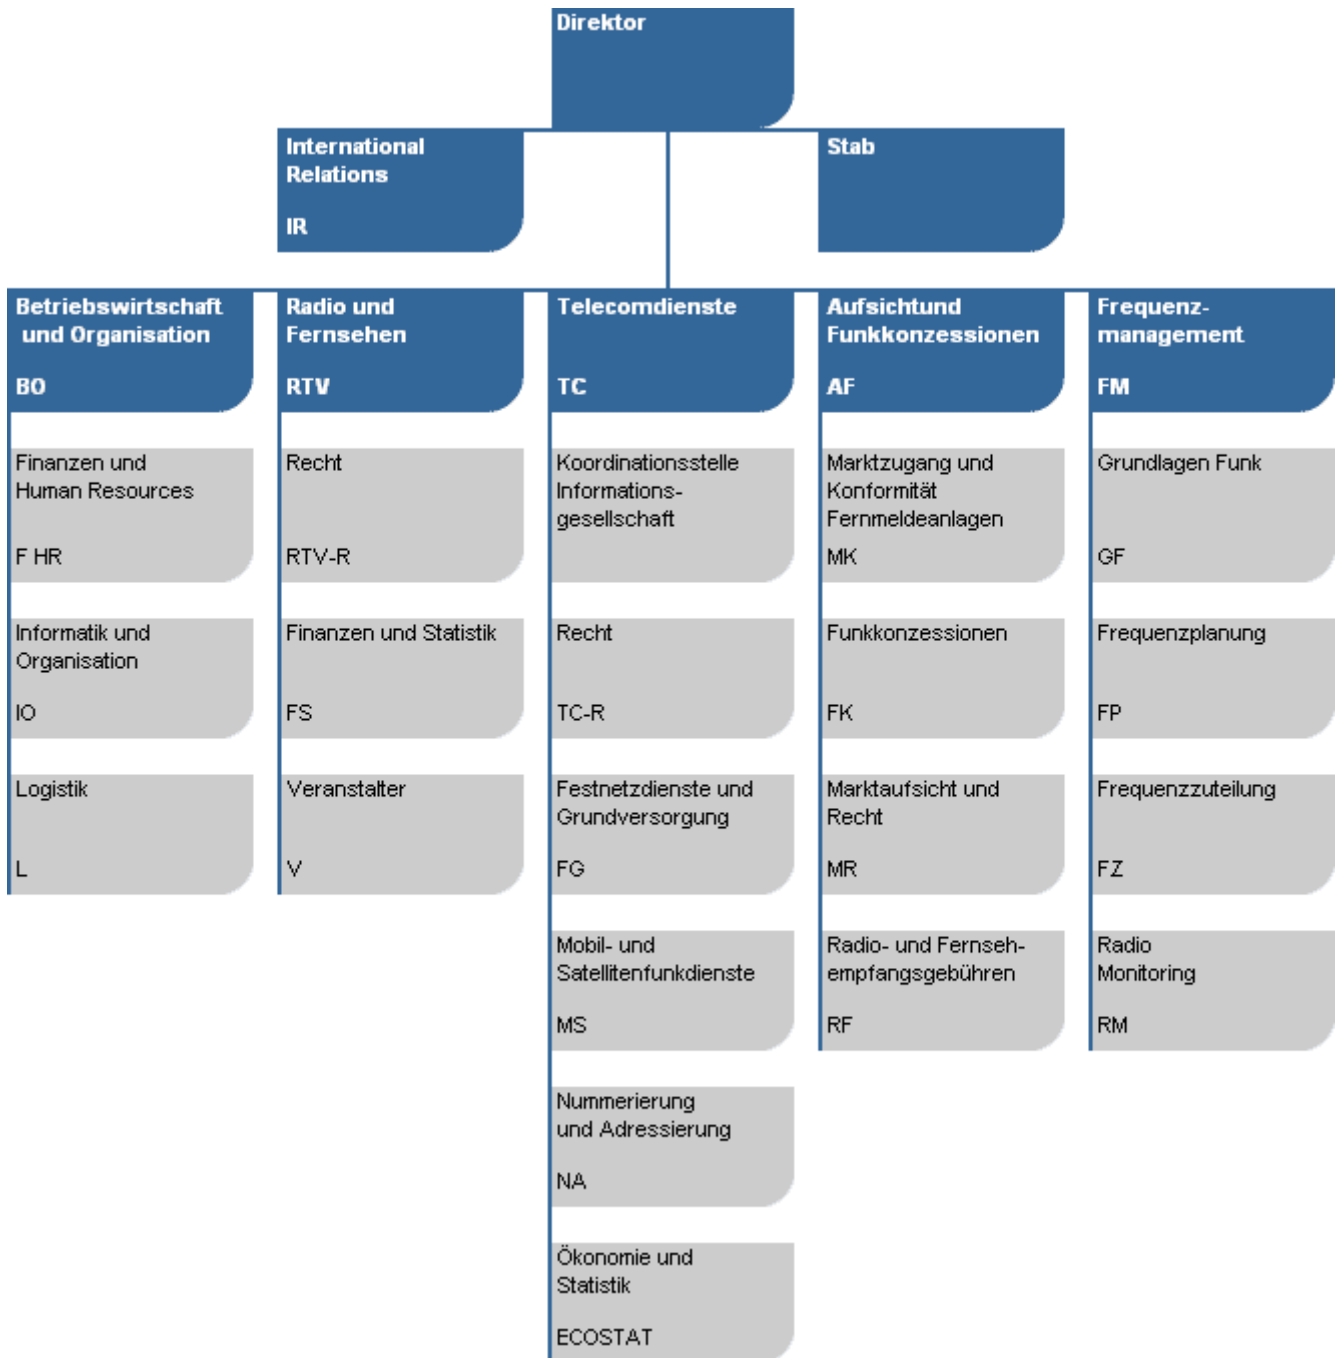 Direktor
International
Relations
IR
Stab
Betriebswirtschaft
und Organisation
BO
Radio und
Fernsehen
RTV
Telecomdienste
TC
Aufsichtund
Funkkonzessionen
AF
Frequenz-
management
FM
Finanzen und
Human Resources
F HR
Informatik und
Organisation
IO
Logistik
L
Recht
RTV-R
Finanzen und Statistik
FS
Veranstalter
V
Koordinationsstelle
Informations-
gesellschaft
Recht
TC-R
Festnetzdienste und
Grundversorgung
FG
Mobil- und
Satellitenfunkdienste
MS
Nummerierung
und Adressierung
NA
Ökonomie und
Statistik
ECOSTAT
Marktzugang und
Konformität
Fernmeldeanlagen
MK
Funkkonzessionen
FK
Marktaufsicht und
Recht
MR
Radio- und Fernseh-
empfangsgebühren
RF
Grundlagen Funk
GF
Frequenzplanung
FP
Frequenzzuteilung
FZ
Radio
Monitoring
RM